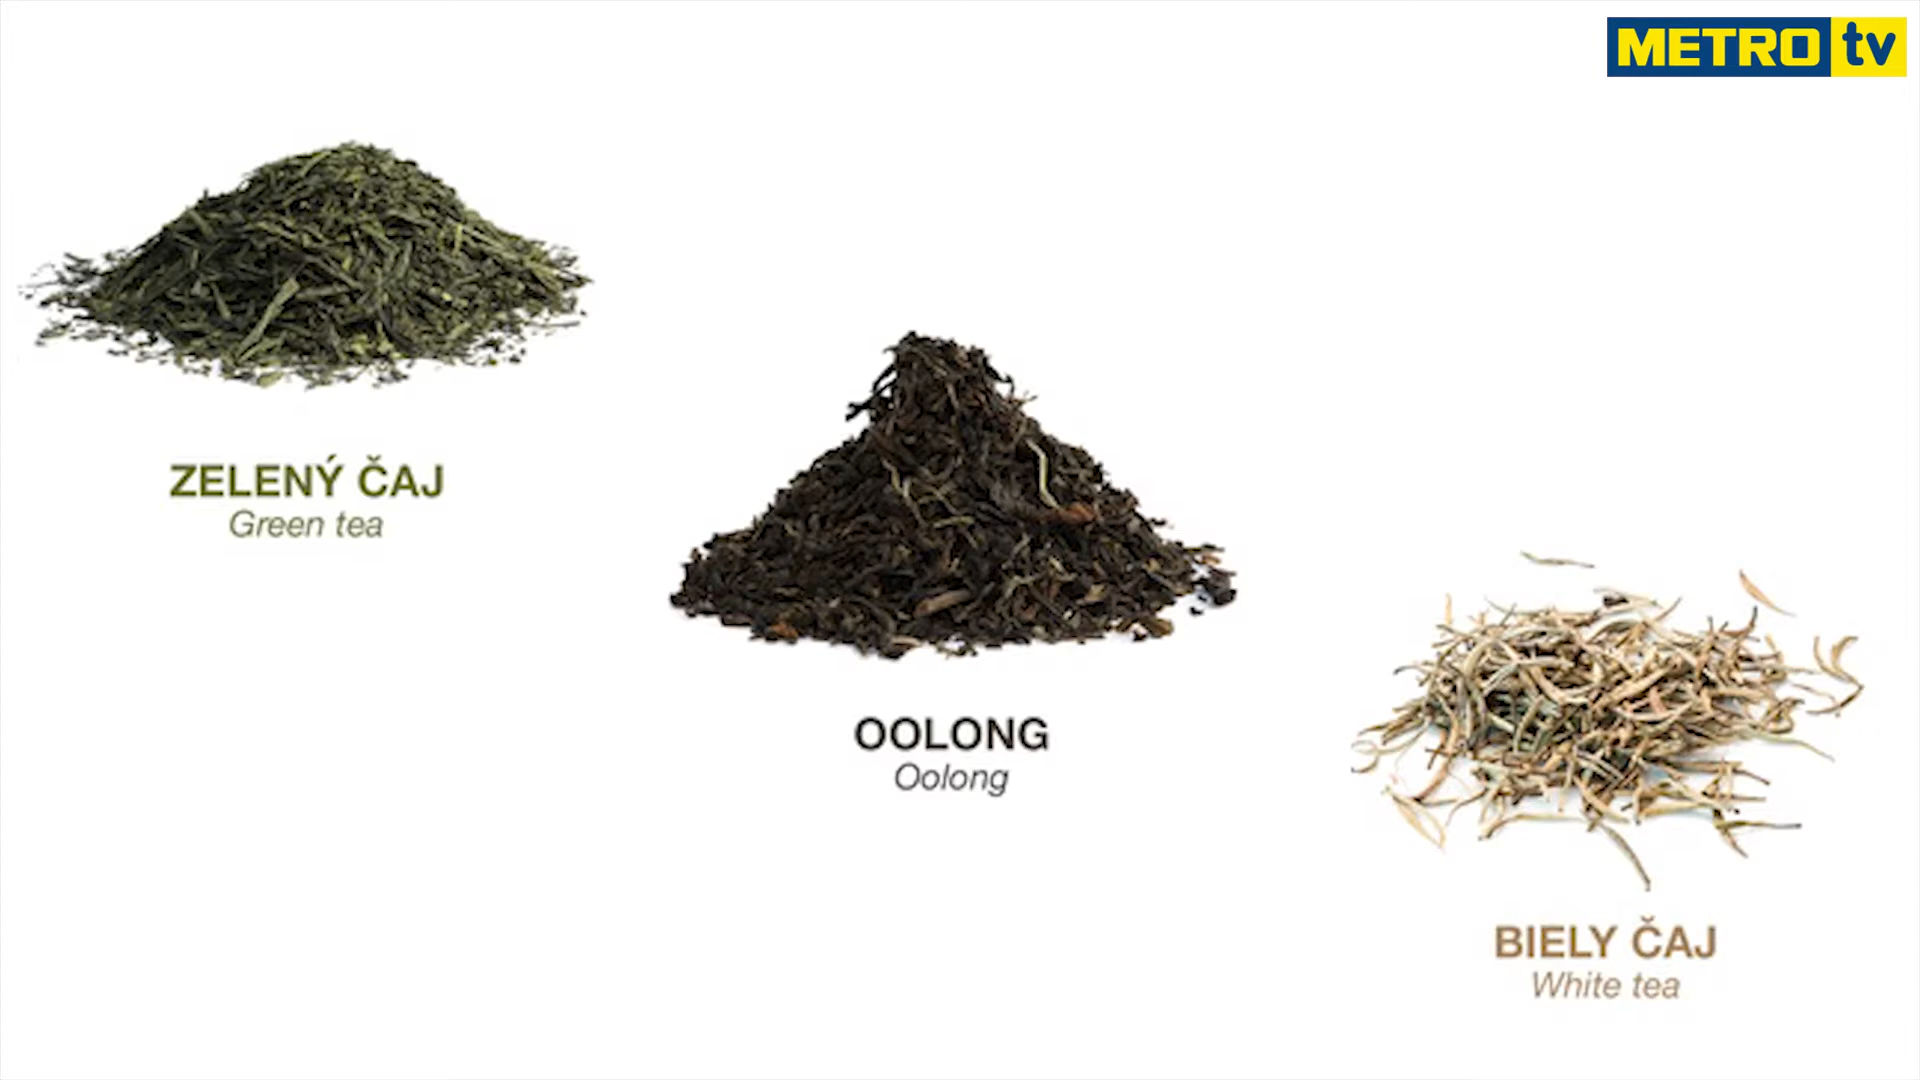 METRO tv
ZELENÝ ČAJ
Green tea
OOLONG
Oolong
BIELY ČAJ
White tea